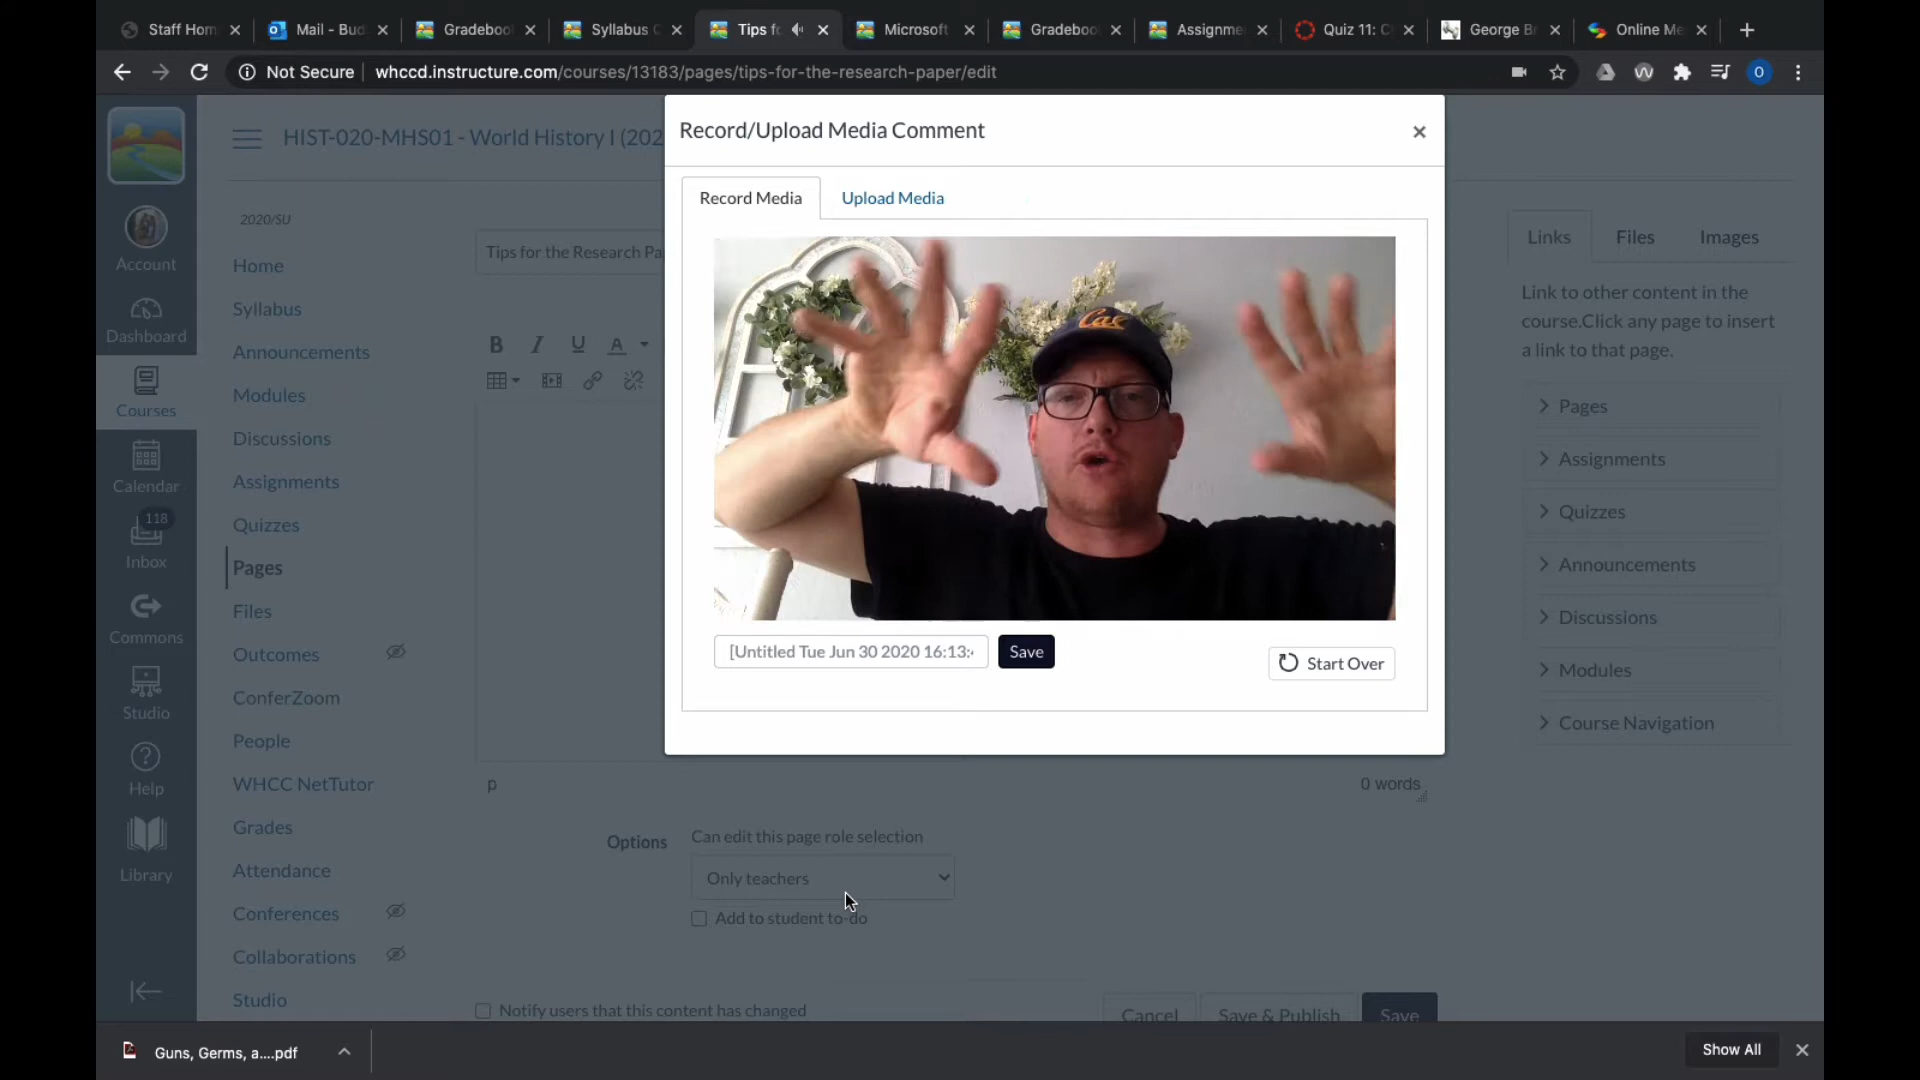 Staff Hom
Mail - Bud
Gradeboo
Syllabus
Tips fo
Microsoft
Gradeboo
Assignme
Quiz 11: C
George Br
Online Me
Not Secure
whccd.instructure.com/courses/13183/pages/tips-for-the-research-paper/edit
O
HIST-020-MHS01 - World History I (202
Record/Upload Media Comment
Record Media
Upload Media
Cal
[Untitled Tue Jun 30 2020 16:13:
Save
Start Over
Account
Dashboard
Courses
Calendar
118
Inbox
Commons
Studio
Help
Library
2020/SU
Home
Syllabus
Announcements
Modules
Discussions
Assignments
Quizzes
Pages
Files
Outcomes
ConferZoom
People
WHCC NetTutor
Grades
Attendance
Conferences
Collaborations
Studio
Tips for the Research Pa
B I U A
p
0 words
Options
Can edit this page role selection
Only teachers
Add to student to-do
Notify users that this content has changed
Cancel
Save & Publish
Save
Links
Files
Images
Link to other content in the
course.Click any page to insert
a link to that page.
Pages
Assignments
Quizzes
Announcements
Discussions
Modules
Course Navigation
Guns, Germs, a....pdf
Show All